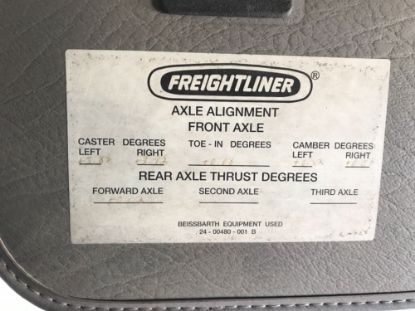 FREIGHTLINER ®
AXLE ALIGNMENT
FRONT AXLE
CASTER DEGREES TOE - IN DEGREES CAMBER DEGREES
LEFT RIGHT LEFT RIGHT
REAR AXLE THRUST DEGREES
FORWARD AXLE SECOND AXLE THIRD AXLE
BEISSBARTH EQUIPMENT USED
24 - 00480 - 001 B